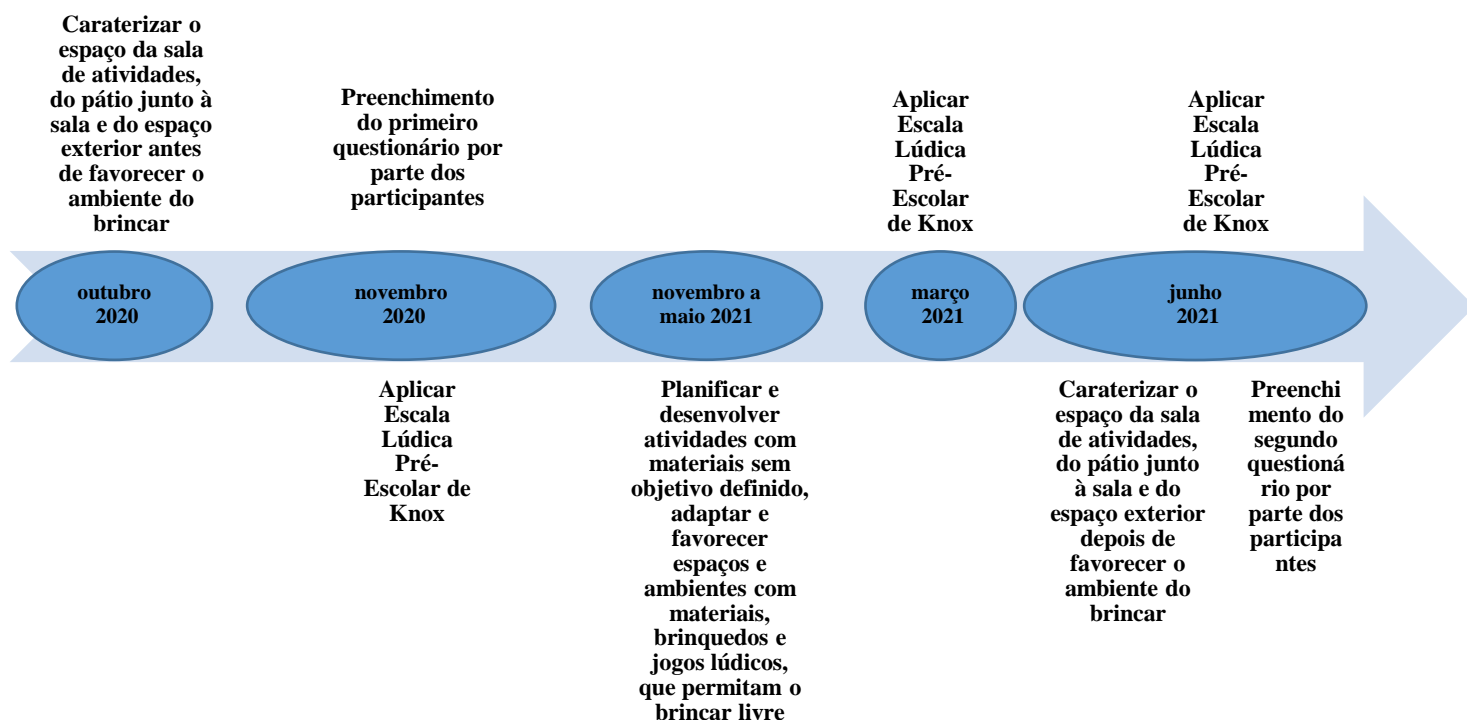 Caraterizar o
espaço da sala
de atividades,
do pátio junto à
sala e do espaço
exterior antes
de favorecer o
ambiente do
brincar
Preenchimento
do primeiro
questionário por
parte dos
participantes
Aplicar
Escala
Lúdica
Pré-
Escolar
de Knox
Aplicar
Escala
Lúdica
Pré-
Escolar
de Knox
outubro
2020
novembro
2020
novembro a
maio 2021
março
2021
junho
2021
Aplicar
Escala
Lúdica
Pré-
Escolar de
Knox
Planificar e
desenvolver
atividades com
materiais sem
objetivo definido,
adaptar e
favorecer
espaços e
ambientes com
materiais,
brinquedos e
jogos lúdicos,
que permitam o
brincar livre
Caraterizar o
espaço da sala
de atividades,
do pátio junto
à sala e do
espaço exterior
depois de
favorecer o
ambiente do
brincar
Preenchi
mento do
segundo
questioná
rio por
parte dos
participa
ntes